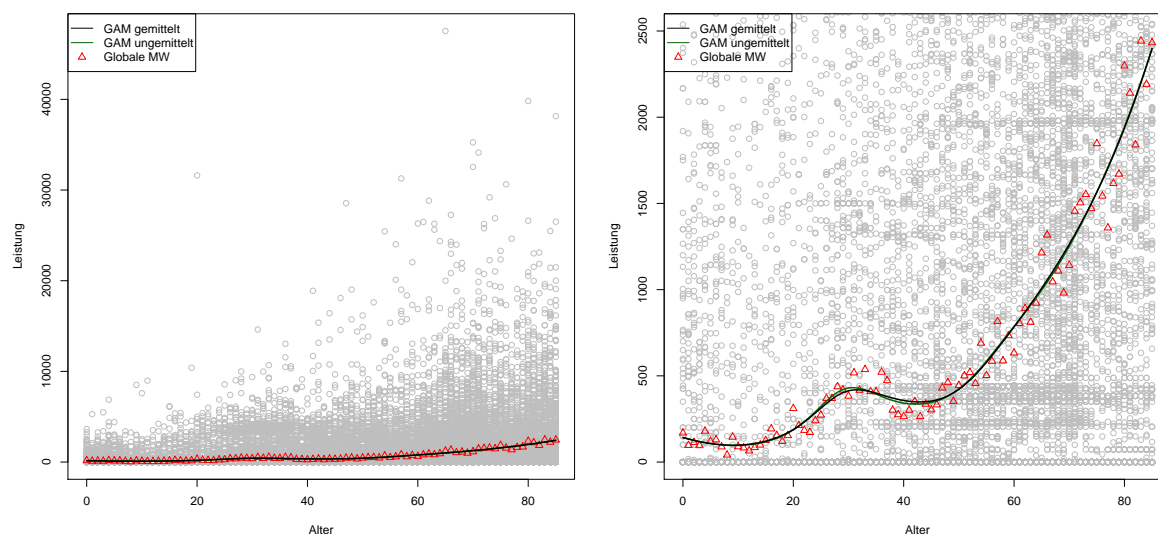 GAM gemittelt
GAM ungemittelt
Globale MW
40000
30000
20000
10000
0
Leistung
0 20 40 60 80
Alter
GAM gemittelt
GAM ungemittelt
Globale MW
2500
2000
1500
1000
500
0
Leistung
0 20 40 60 80
Alter